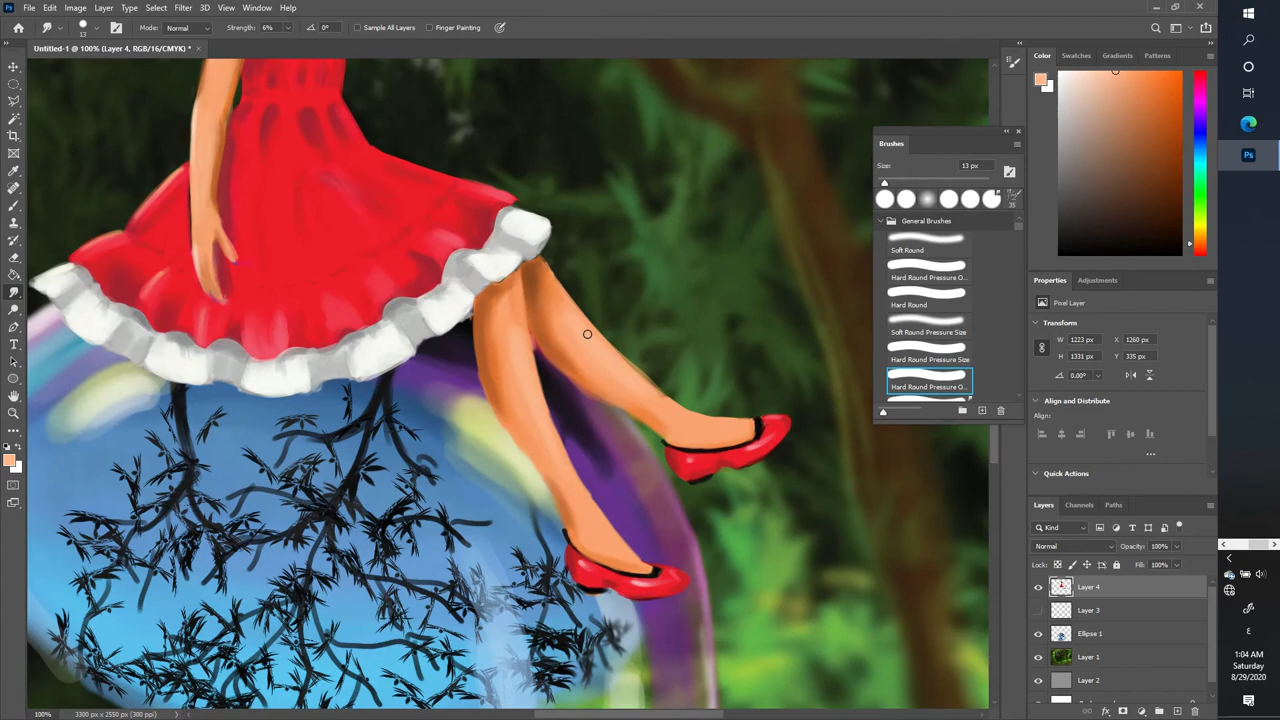 File Edit Image Layer Type Select Filter 3D View Window Help
13 Mode: Normal Strength: 6% 0° Sample All Layers Finger Painting
Untitled-1 @ 100% (Layer 4, RGB/16/CMYK) * ×
Color Swatches Gradients Patterns
Brushes
Size: 13 px
35
General Brushes
Soft Round
Hard Round Pressure O...
Hard Round
Soft Round Pressure Size
Hard Round Pressure Size
Hard Round Pressure O...
Properties Adjustments
Pixel Layer
Transform
W 1223 px X 1260 px
H 1331 px Y 335 px
0.00°
Align and Distribute
Align:
...
Quick Actions
Layers Channels Paths
Kind
Normal Opacity: 100%
Lock: Fill: 100%
Layer 4
Layer 3
Ellipse 1
Layer 1
Layer 2
100% 3300 px x 2550 px (300 ppi)
Ps
Ps
ع
1:04 AM
Saturday
8/29/2020